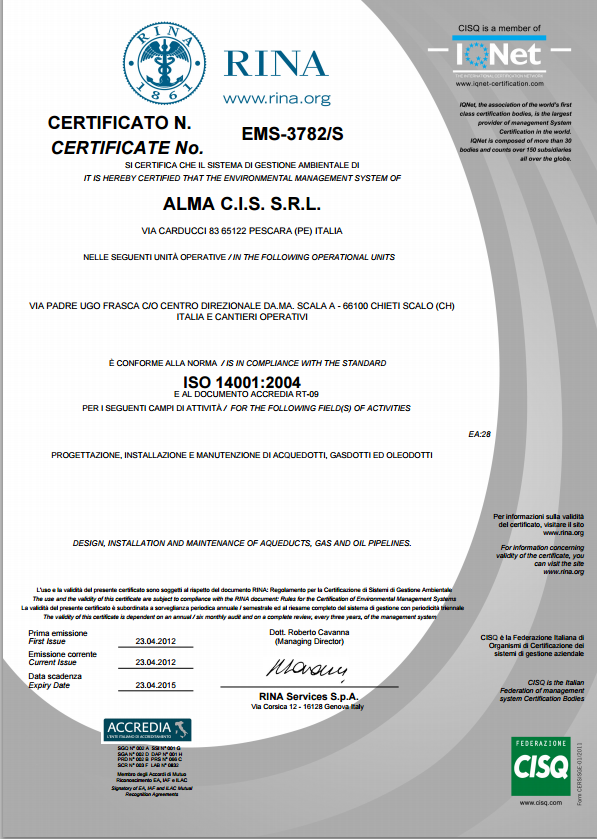 RINA
1861
RINA
www.rina.org
CISQ is a member of
IQNet
THE INTERNATIONAL CERTIFICATION NETWORK
www.iqnet-certification.com
IQNet, the association of the world's first
class certification bodies, is the largest
provider of management System
Certification in the world.
IQNet is composed of more than 30
bodies and counts over 150 subsidiaries
all over the globe.
CERTIFICATO N.
CERTIFICATE No.
EMS-3782/S
SI CERTIFICA CHE IL SISTEMA DI GESTIONE AMBIENTALE DI
IT IS HEREBY CERTIFIED THAT THE ENVIRONMENTAL MANAGEMENT SYSTEM OF
ALMA C.I.S. S.R.L.
VIA CARDUCCI 83 65122 PESCARA (PE) ITALIA
NELLE SEGUENTI UNITÀ OPERATIVE / IN THE FOLLOWING OPERATIONAL UNITS
VIA PADRE UGO FRASCA C/O CENTRO DIREZIONALE DA.MA. SCALA A - 66100 CHIETI SCALO (CH)
ITALIA E CANTIERI OPERATIVI
È CONFORME ALLA NORMA / IS IN COMPLIANCE WITH THE STANDARD
ISO 14001:2004
E AL DOCUMENTO ACCREDIA RT-09
PER I SEGUENTI CAMPI DI ATTIVITÀ / FOR THE FOLLOWING FIELD(S) OF ACTIVITIES
EA:28
PROGETTAZIONE, INSTALLAZIONE E MANUTENZIONE DI ACQUEDOTTI, GASDOTTI ED OLEODOTTI
DESIGN, INSTALLATION AND MAINTENANCE OF AQUEDUCTS, GAS AND OIL PIPELINES.
Per informazioni sulla validità
del certificato, visitare il sito
www.rina.org
For information concerning
validity of the certificate, you
can visit the site
www.rina.org
L'uso e la validità del presente certificato sono soggetti al rispetto del documento RINA: Regolamento per la Certificazione di Sistemi di Gestione Ambientale
The use and the validity of this certificate are subject to compliance with the RINA document: Rules for the Certification of Environmental Management Systems
La validità del presente certificato è subordinata a sorveglianza periodica annuale / semestrale ed al riesame completo del sistema di gestione con periodicità triennale
The validity of this certificate is dependent on an annual / six monthly audit and on a complete review, every three years, of the management system
Prima emissione
First Issue
23.04.2012
Emissione corrente
Current Issue
23.04.2012
Data scadenza
Expiry Date
23.04.2015
Dott. Roberto Cavanna
(Managing Director)
RINA Services S.p.A.
Via Corsica 12 - 16128 Genova Italy
CISQ è la Federazione Italiana di
Organismi di Certificazione dei
sistemi di gestione aziendale
CISQ is the Italian
Federation of management
system Certification Bodies
ACCREDIA
L'ENTE ITALIANO DI ACCREDITAMENTO
SGQ N° 002 A SSI N° 001 G
SGA N° 002 D DAP N° 001 H
PRD N° 002 B PRS N° 066 C
SCR N° 003 F LAB N° 0832
Membro degli Accordi di Mutuo
Riconoscimento EA, IAF e ILAC
Signatory of EA, IAF and ILAC Mutual
Recognition Agreements
FEDERAZIONE
CISQ
www.cisq.com
Form CERSISGE-01/2011